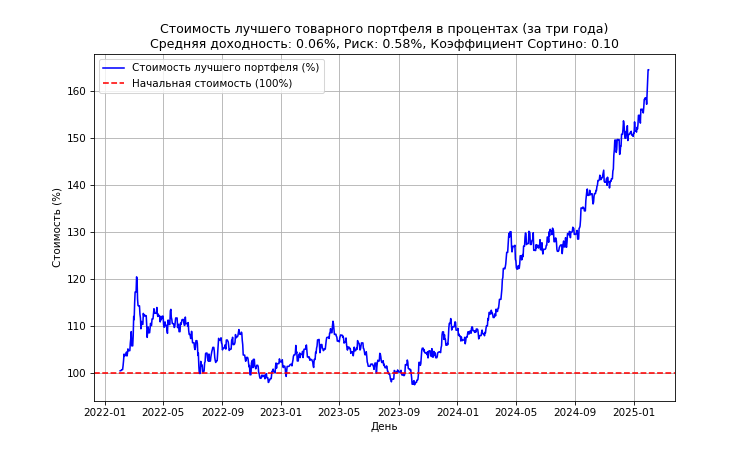 Стоимость лучшего товарного портфеля в процентах (за три года)
Средняя доходность: 0.06%, Риск: 0.58%, Коэффициент Сортино: 0.10
Стоимость лучшего портфеля (%)
Начальная стоимость (100%)
Стоимость (%)
160
150
140
130
120
110
100
2022-01 2022-05 2022-09 2023-01 2023-05 2023-09 2024-01 2024-05 2024-09 2025-01
День